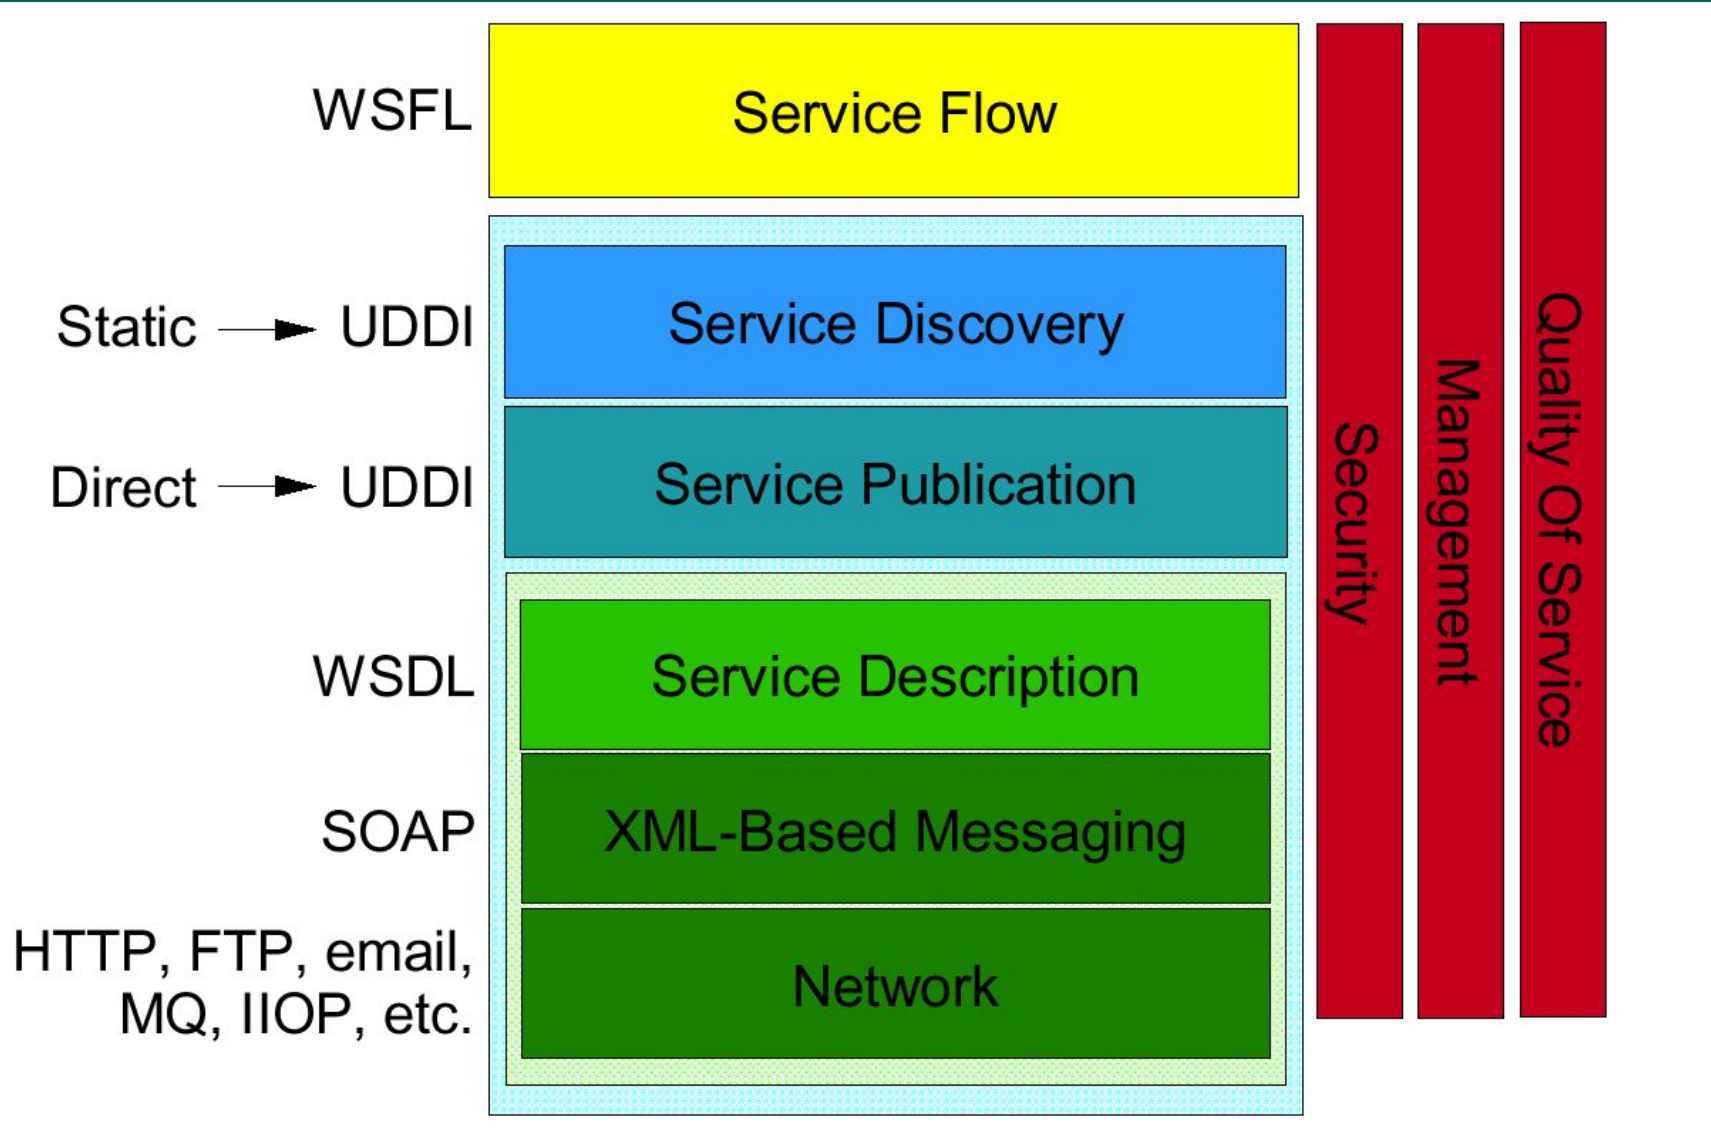 WSFL
Service Flow
Static
UDDI
Service Discovery
Direct
UDDI
Service Publication
WSDL
Service Description
SOAP
XML-Based Messaging
HTTP, FTP, email,
MQ, IIOP, etc.
Network
Security
Management
Quality Of Service